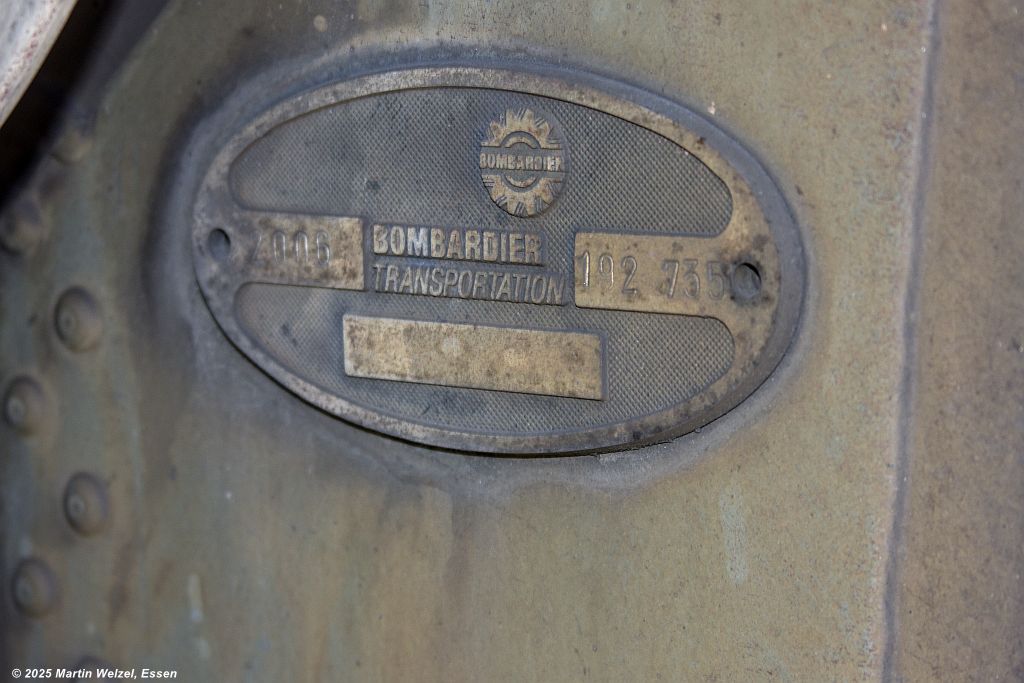 BOMBARDIER
2006
BOMBARDIER
TRANSPORTATION
192 735
© 2025 Martin Welzel, Essen